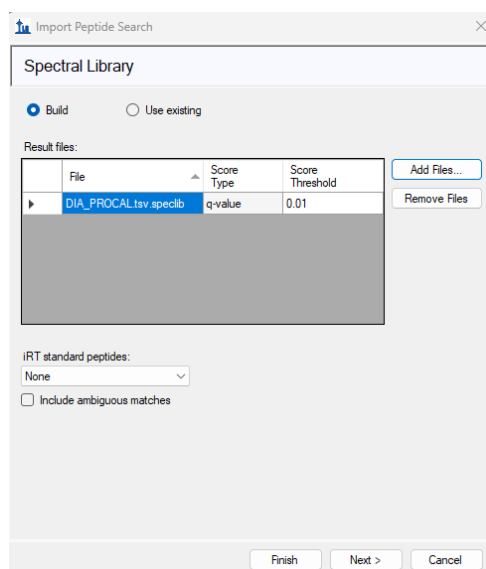 Import Peptide Search
Spectral Library
Build Use existing
Result files:
File Score Type Score Threshold
DIA_PROCAL.tsv.speclib q-value 0.01
Add Files...
Remove Files
iRT standard peptides:
None
Include ambiguous matches
Finish Next > Cancel